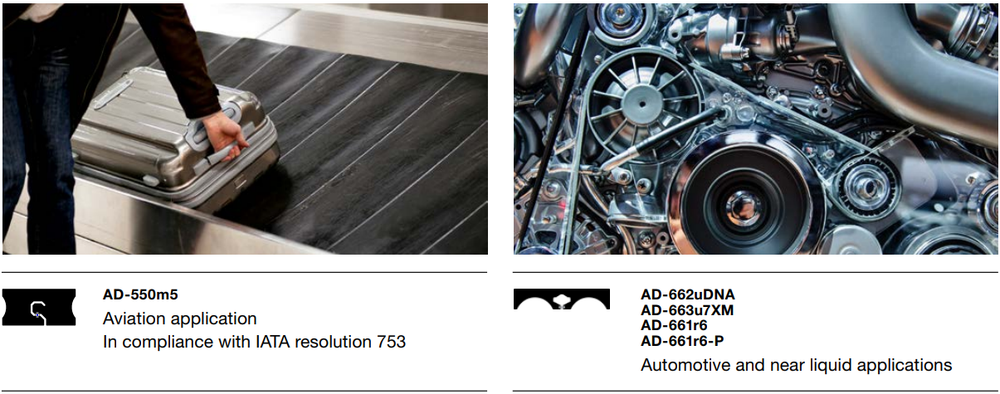 AD-550m5
Aviation application
In compliance with IATA resolution 753
AD-662uDNA
AD-663u7XM
AD-661r6
AD-661r6-P
Automotive and near liquid applications